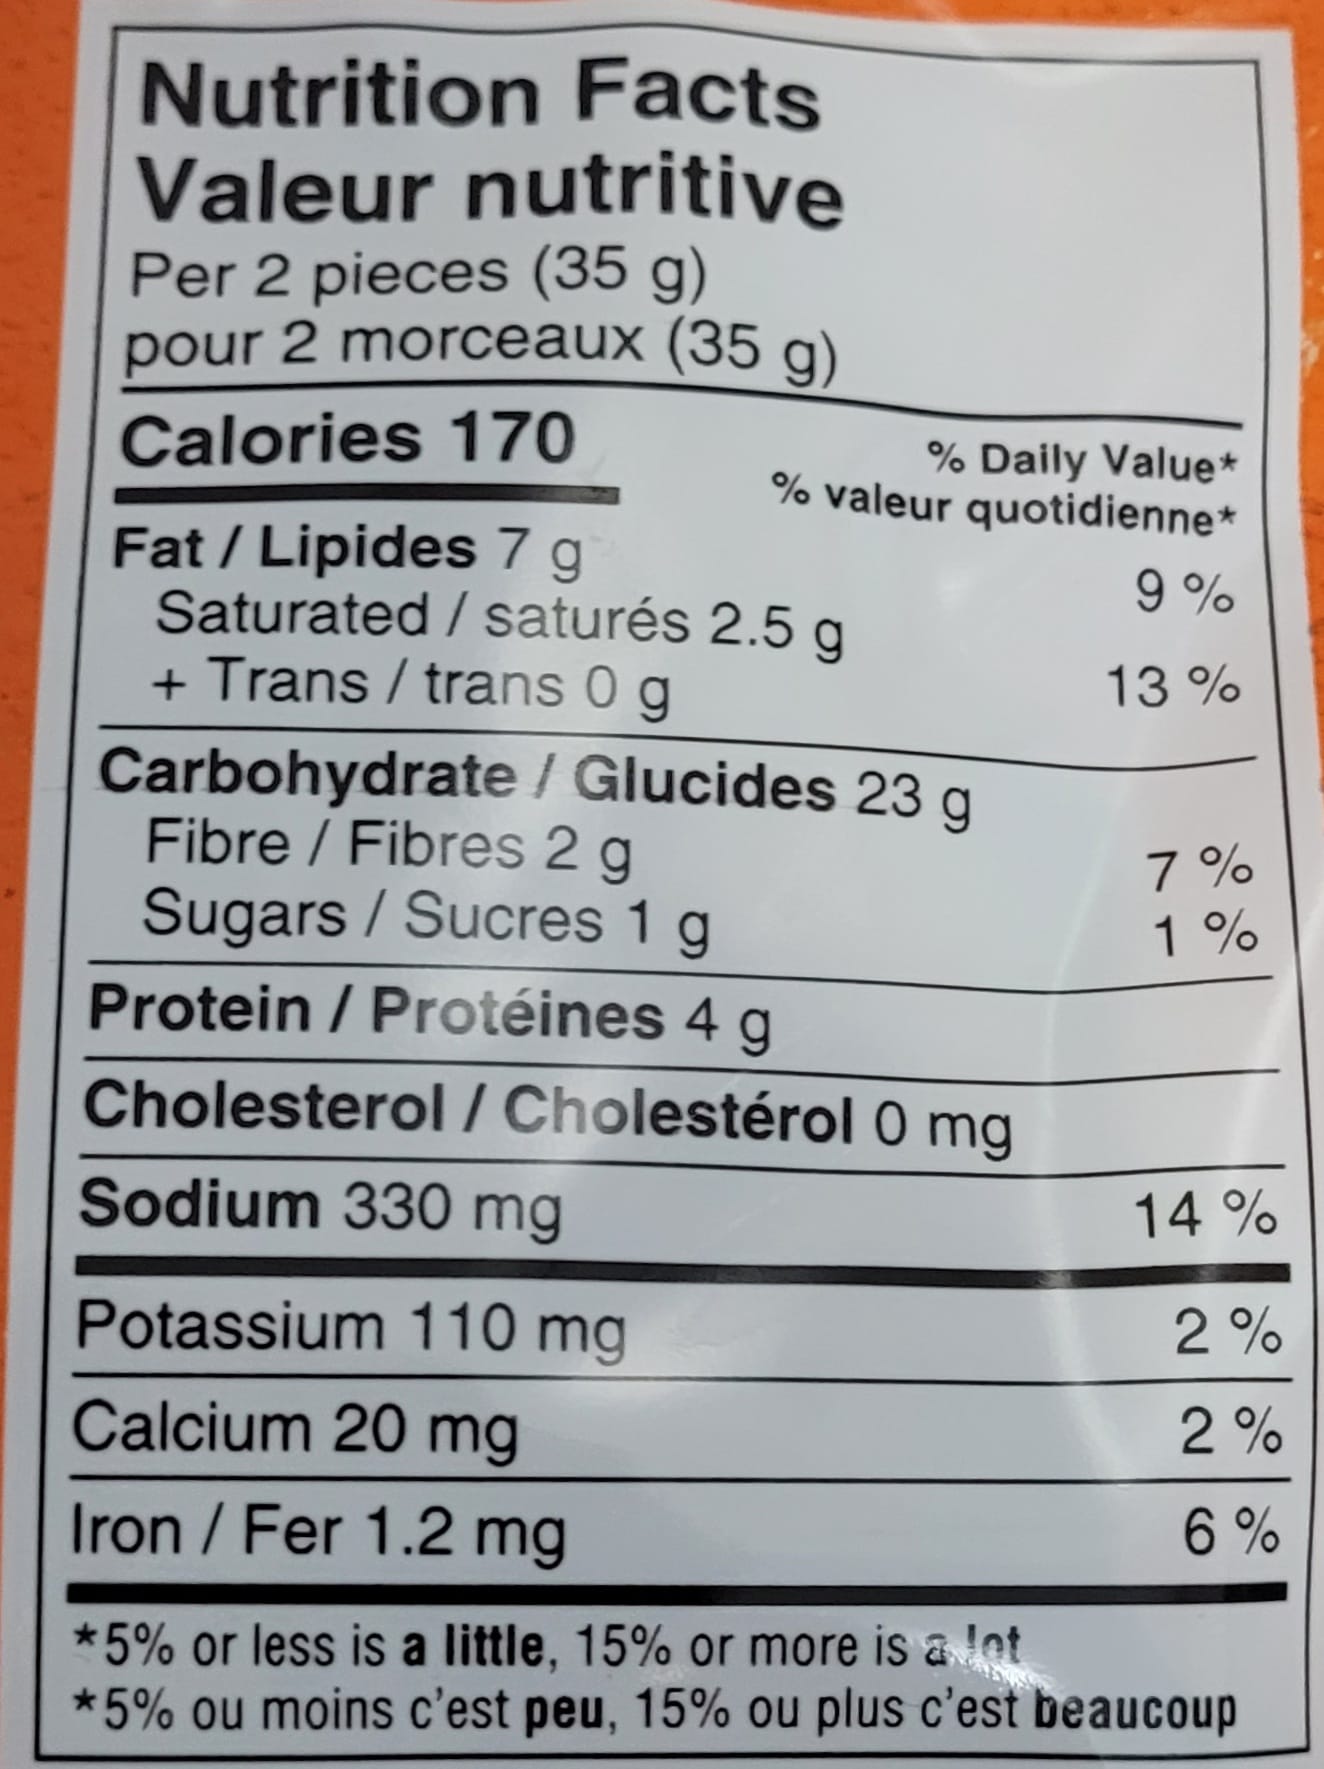 Nutrition Facts
Valeur nutritive
Per 2 pieces (35 g)
pour 2 morceaux (35 g)
Calories 170
% Daily Value*
% valeur quotidienne*
Fat / Lipides 7 g 9 %
Saturated / saturés 2.5 g
+ Trans / trans 0 g 13 %
Carbohydrate / Glucides 23 g
Fibre / Fibres 2 g 7 %
Sugars / Sucres 1 g 1 %
Protein / Protéines 4 g
Cholesterol / Cholestérol 0 mg
Sodium 330 mg 14 %
Potassium 110 mg 2 %
Calcium 20 mg 2 %
Iron / Fer 1.2 mg 6 %
*5% or less is a little, 15% or more is a lot
*5% ou moins c'est peu, 15% ou plus c'est beaucoup